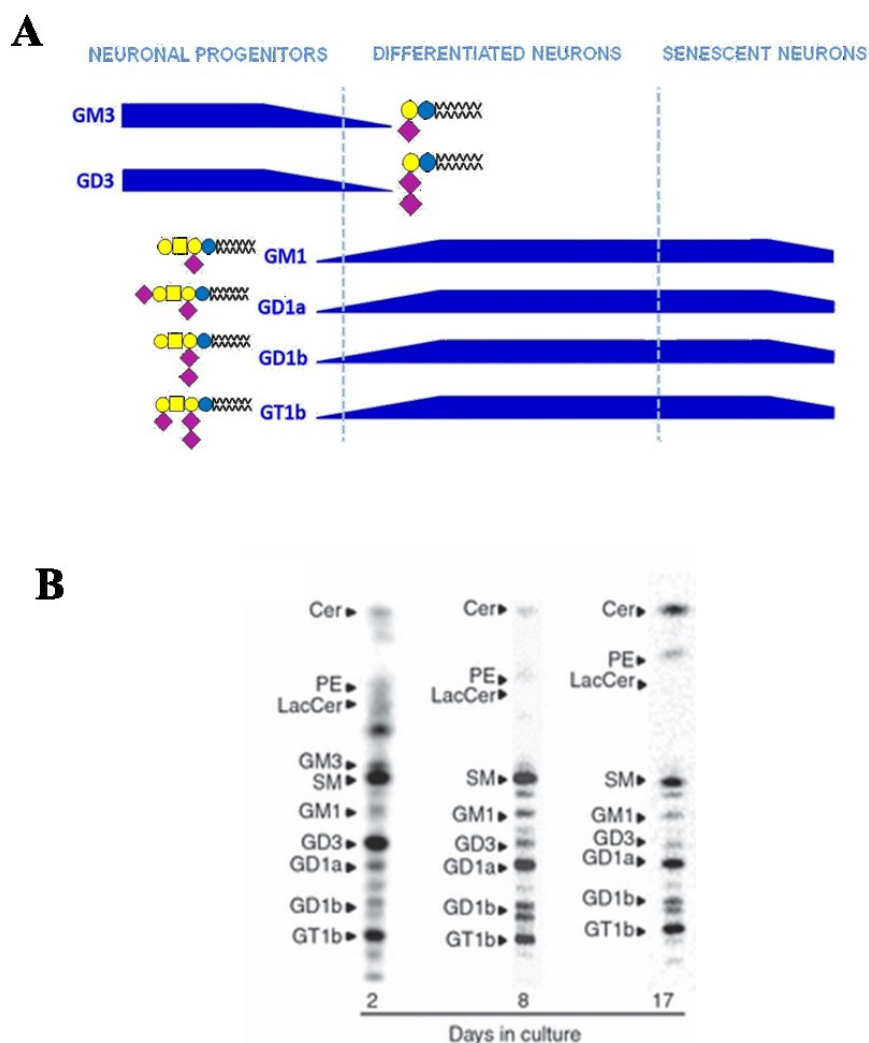 A
NEURONAL PROGENITORS DIFFERENTIATED NEURONS SENESCENT NEURONS
GM3
GD3
GM1
GD1a
GD1b
GT1b
B
Cer
PE
LacCer
GM3
SM
GM1
GD3
GD1a
GD1b
GT1b
Cer
PE
LacCer
SM
GM1
GD3
GD1a
GD1b
GT1b
Cer
PE
LacCer
SM
GM1
GD3
GD1a
GD1b
GT1b
2 8 17
Days in culture